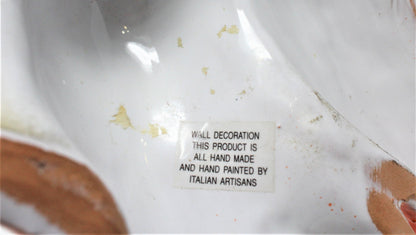 WALL DECORATION
THIS PRODUCT IS
ALL HAND MADE
AND HAND PAINTED BY
ITALIAN ARTISANS